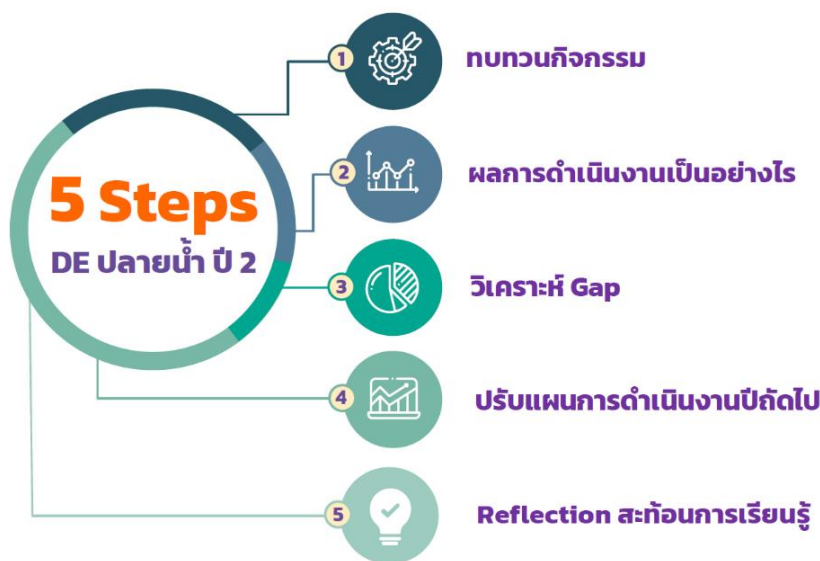 5 Steps
DE ปลายน้ำ ปี 2
1
ทบทวนกิจกรรม
2
ผลการดำเนินงานเป็นอย่างไร
3
วิเคราะห์ Gap
4
ปรับแผนการดำเนินงานปีถัดไป
5
Reflection สะท้อนการเรียนรู้